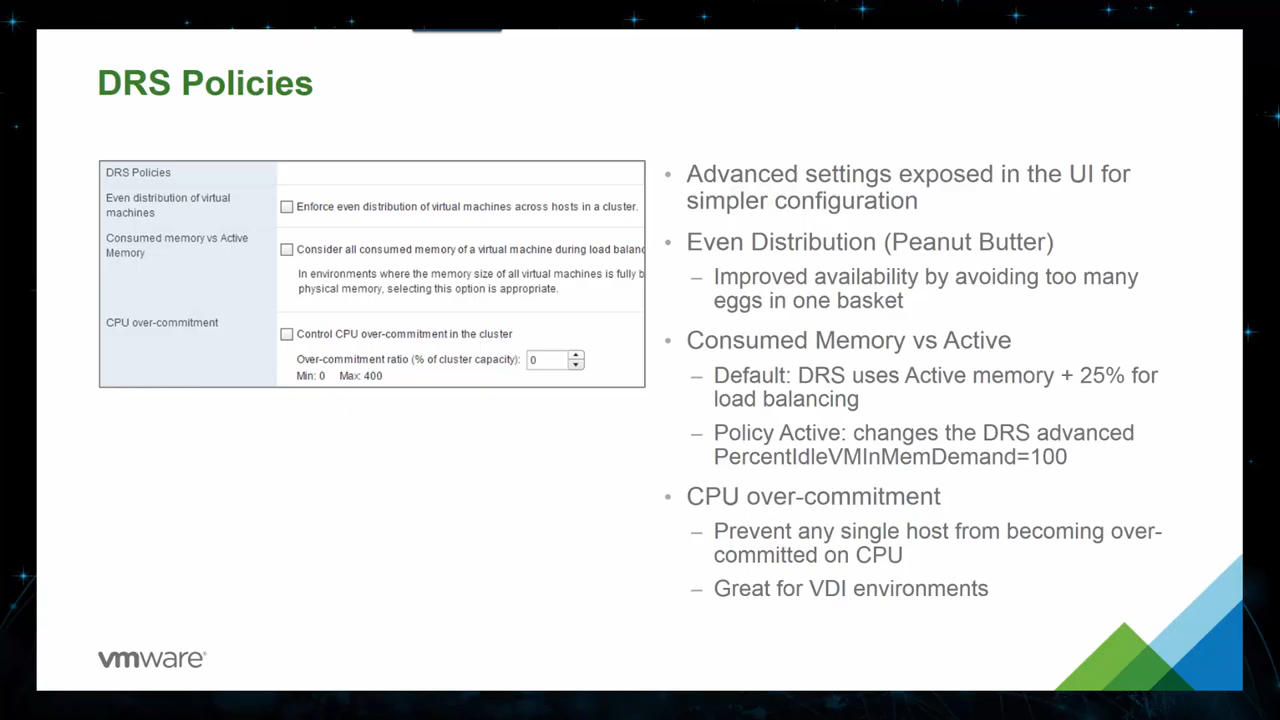 DRS Policies
DRS Policies
Even distribution of virtual
machines
Enforce even distribution of virtual machines across hosts in a cluster.
Consumed memory vs Active
Memory
Consider all consumed memory of a virtual machine during load balanc
In environments where the memory size of all virtual machines is fully b
physical memory, selecting this option is appropriate.
CPU over-commitment
Control CPU over-commitment in the cluster
Over-commitment ratio (% of cluster capacity): 0
Min: 0 Max: 400
• Advanced settings exposed in the UI for
simpler configuration
• Even Distribution (Peanut Butter)
– Improved availability by avoiding too many
eggs in one basket
• Consumed Memory vs Active
– Default: DRS uses Active memory + 25% for
load balancing
– Policy Active: changes the DRS advanced
PercentIdleVMInMemDemand=100
• CPU over-commitment
– Prevent any single host from becoming over-
committed on CPU
– Great for VDI environments
vmware®